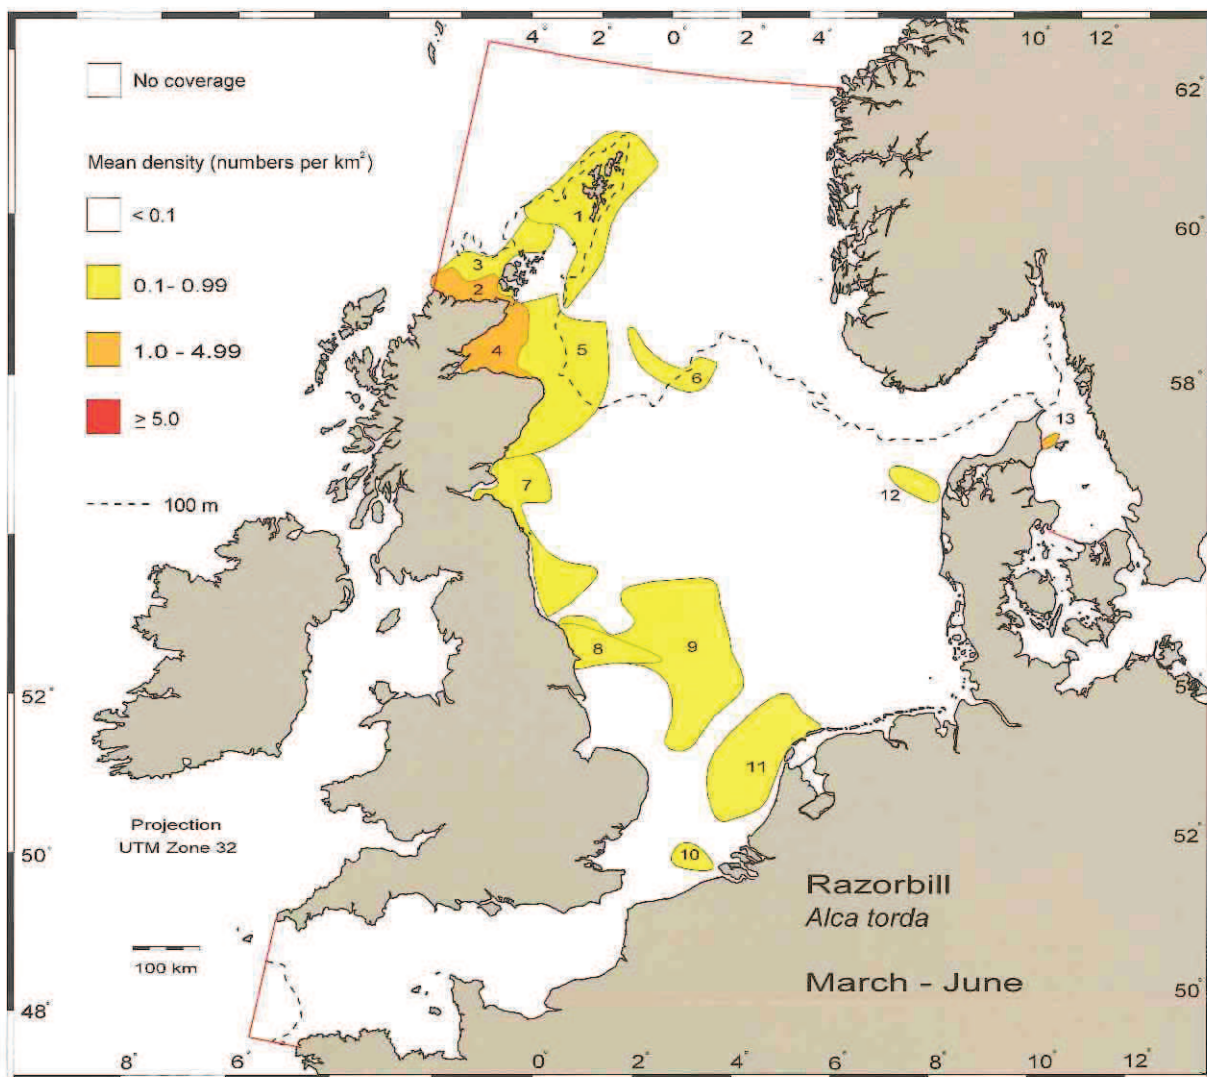 4° 2° 0° 2° 4° 10° 12°
No coverage
62°
Mean density (numbers per km²)
< 0.1
1
60°
0.1- 0.99
3
2
1.0 - 4.99
4
5
6
58°
≥ 5.0
13
100 m
7
12
8
9
52°
11
Projection
UTM Zone 32
52°
50°
10
Razorbill
Alca torda
100 km
March - June
50°
48°
8° 6° 0° 4° 2° 4° 8° 10° 12°